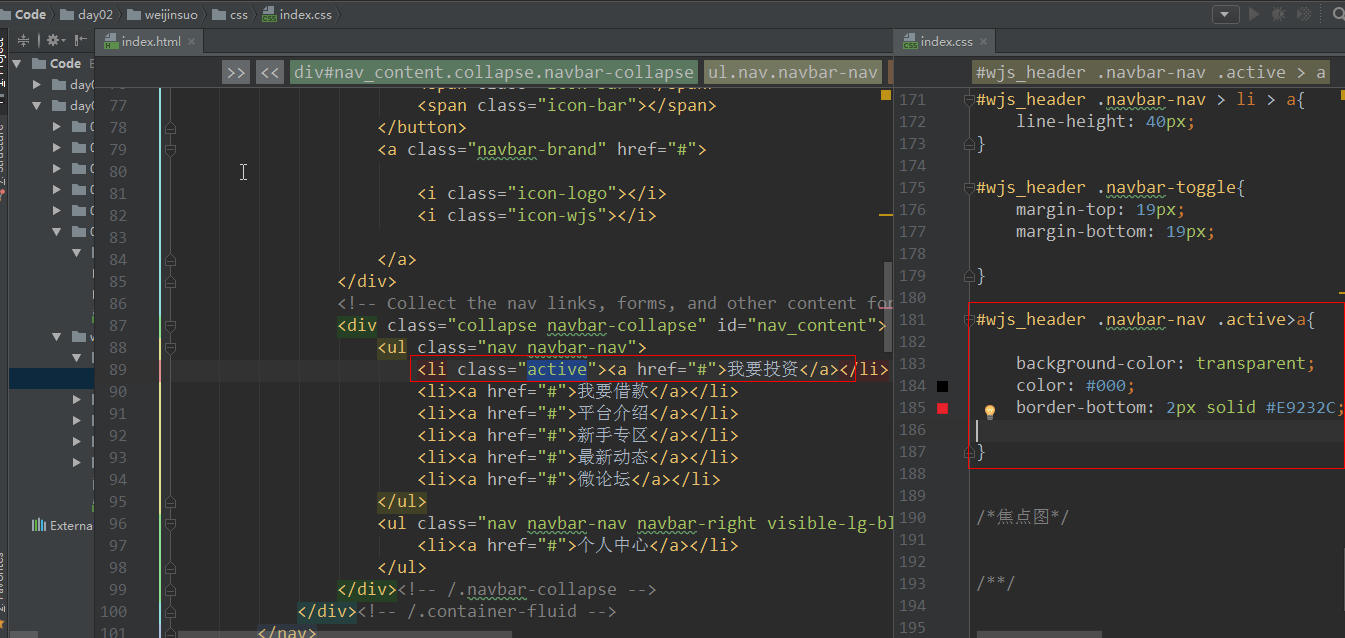 Code day02 weijinsuo css index.css
index.html
index.css
Code
>> << div#nav_content.collapse.navbar-collapse ul.nav.navbar-nav
#wjs_header .navbar-nav .active > a
77 <span class="icon-bar"></span>
78 </button>
79 <a class="navbar-brand" href="#">
80
81 <i class="icon-logo"></i>
82 <i class="icon-wjs"></i>
83
84 </a>
85 </div>
86 <!-- Collect the nav links, forms, and other content for
87 <div class="collapse navbar-collapse" id="nav_content">
88 <ul class="nav navbar-nav">
89 <li class="active"><a href="#">我要投资</a></li>
90 <li><a href="#">我要借款</a></li>
91 <li><a href="#">平台介绍</a></li>
92 <li><a href="#">新手专区</a></li>
93 <li><a href="#">最新动态</a></li>
94 <li><a href="#">微论坛</a></li>
95 </ul>
96 <ul class="nav navbar-nav navbar-right visible-lg-bl
97 <li><a href="#">个人中心</a></li>
98 </ul>
99 </div><!-- /.navbar-collapse -->
100 </div><!-- /.container-fluid -->
101 </nav>
Externa
171 #wjs_header .navbar-nav > li > a{
172 line-height: 40px;
173 }
174
175 #wjs_header .navbar-toggle{
176 margin-top: 19px;
177 margin-bottom: 19px;
178
179 }
180
181 #wjs_header .navbar-nav .active>a{
182
183 background-color: transparent;
184 color: #000;
185 border-bottom: 2px solid #E9232C;
186
187 }
188
189
190 /*焦点图*/
191
192
193 /**/
194
195